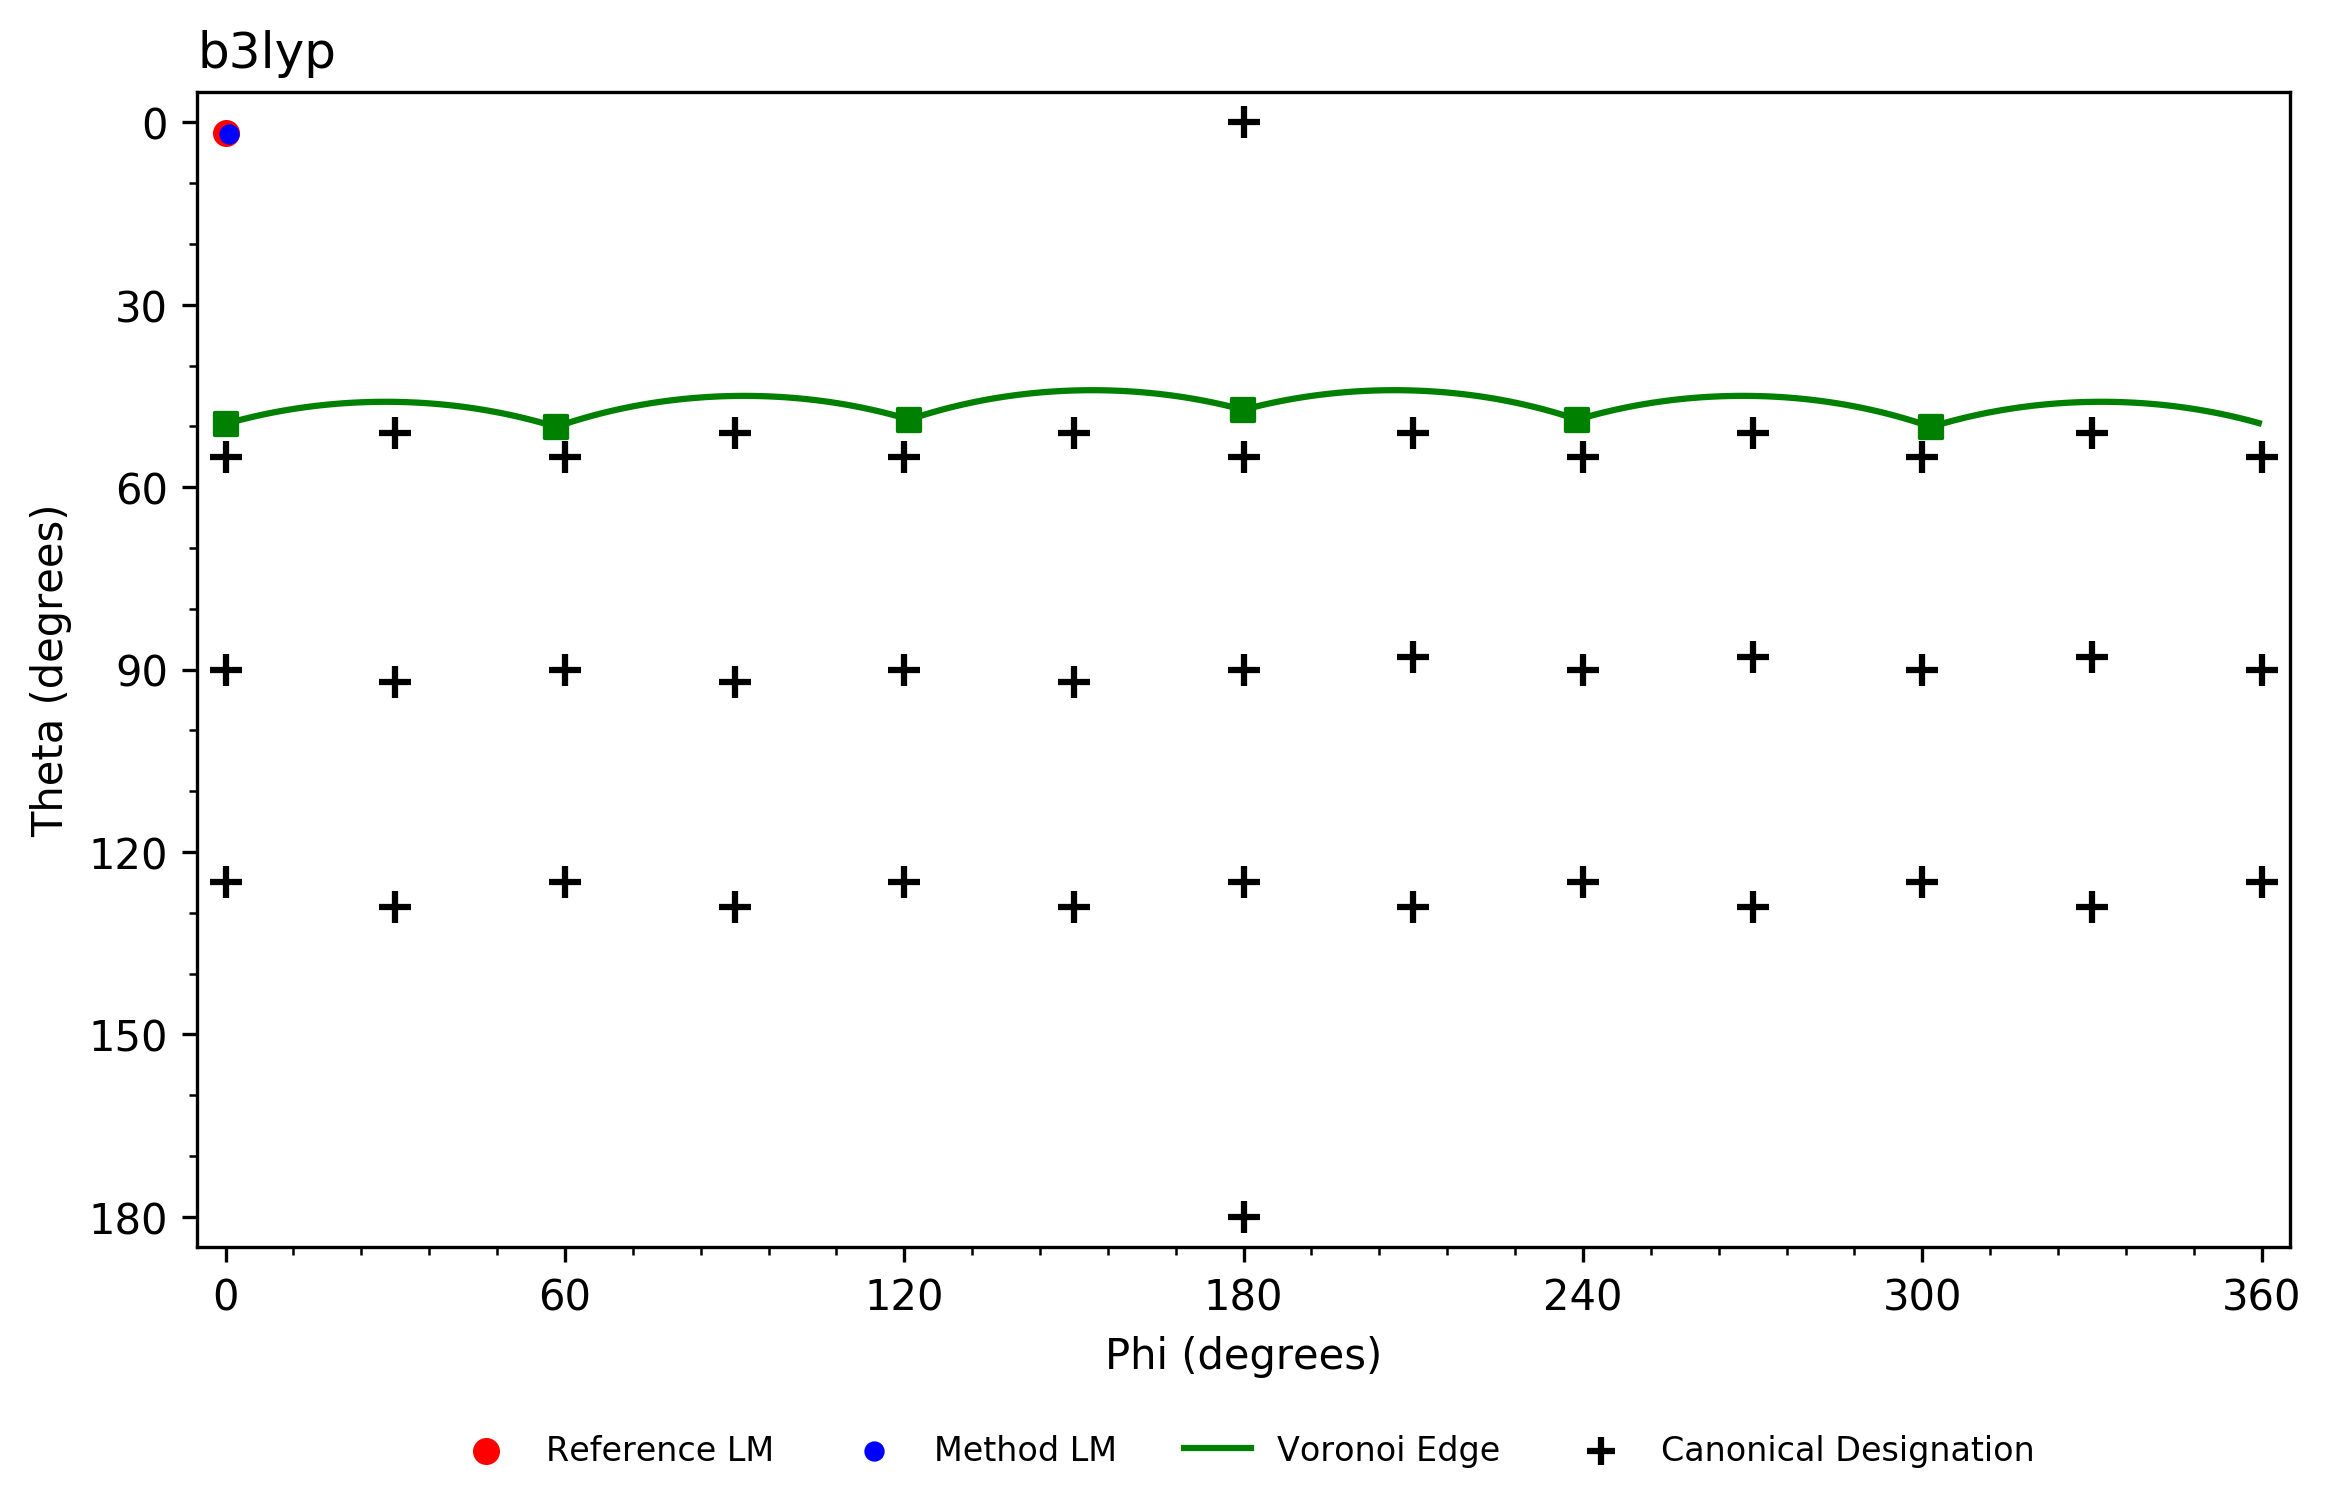 b3lyp
0
30
60
90
120
150
180
Theta (degrees)
0 60 120 180 240 300 360
Phi (degrees)
Reference LM Method LM Voronoi Edge Canonical Designation